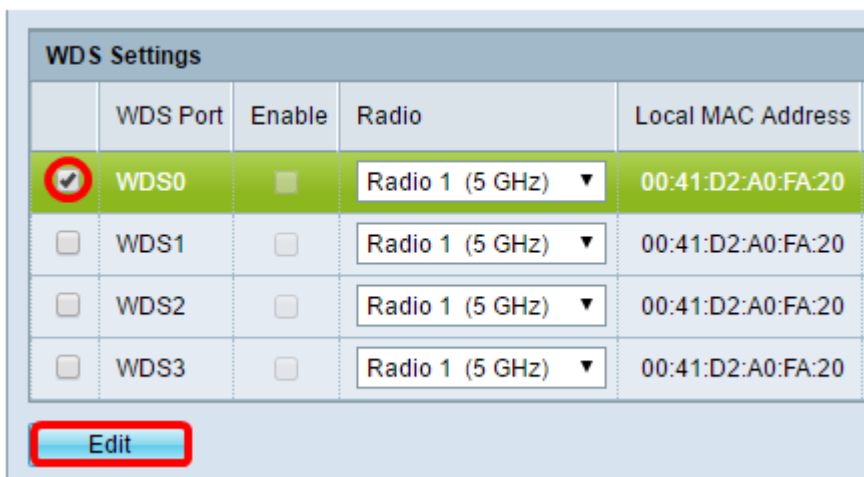 WDS Settings
WDS Port Enable Radio Local MAC Address
WDS0 Radio 1 (5 GHz) 00:41:D2:A0:FA:20
WDS1 Radio 1 (5 GHz) 00:41:D2:A0:FA:20
WDS2 Radio 1 (5 GHz) 00:41:D2:A0:FA:20
WDS3 Radio 1 (5 GHz) 00:41:D2:A0:FA:20
Edit